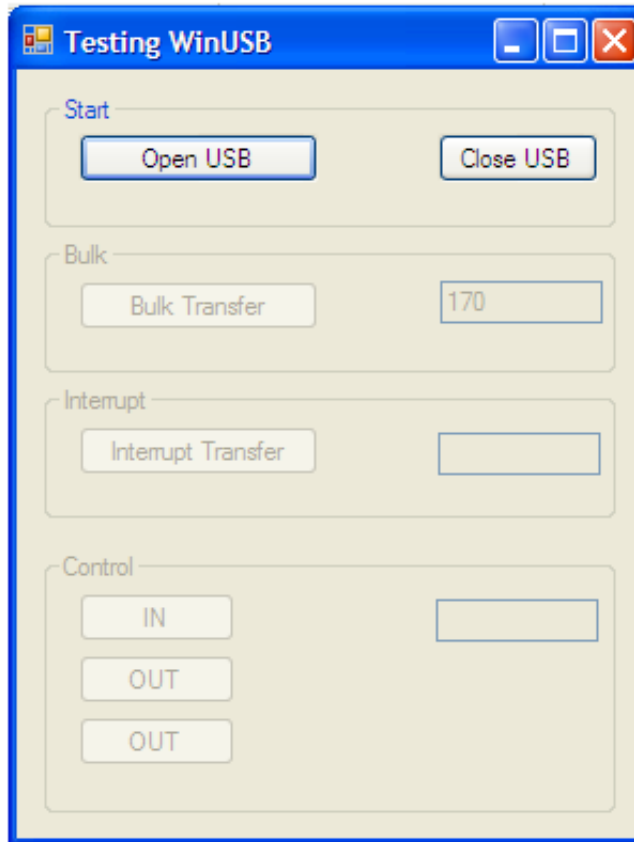 Testing WinUSB
Start
Open USB
Close USB
Bulk
Bulk Transfer
170
Interrupt
Interrupt Transfer
Control
IN
OUT
OUT